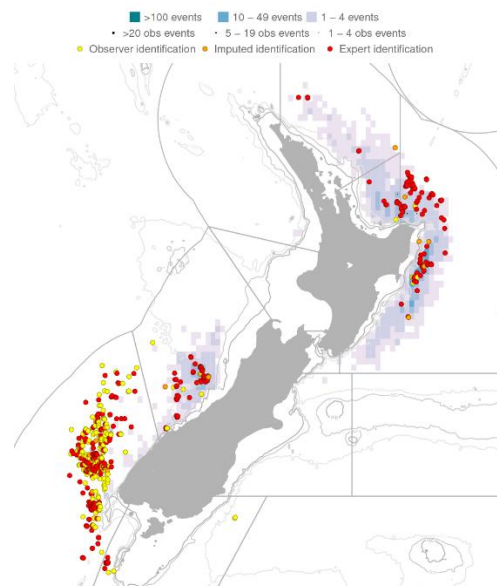 >100 events 10 – 49 events 1 – 4 events
>20 obs events 5 – 19 obs events 1 – 4 obs events
Observer identification Imputed identification Expert identification